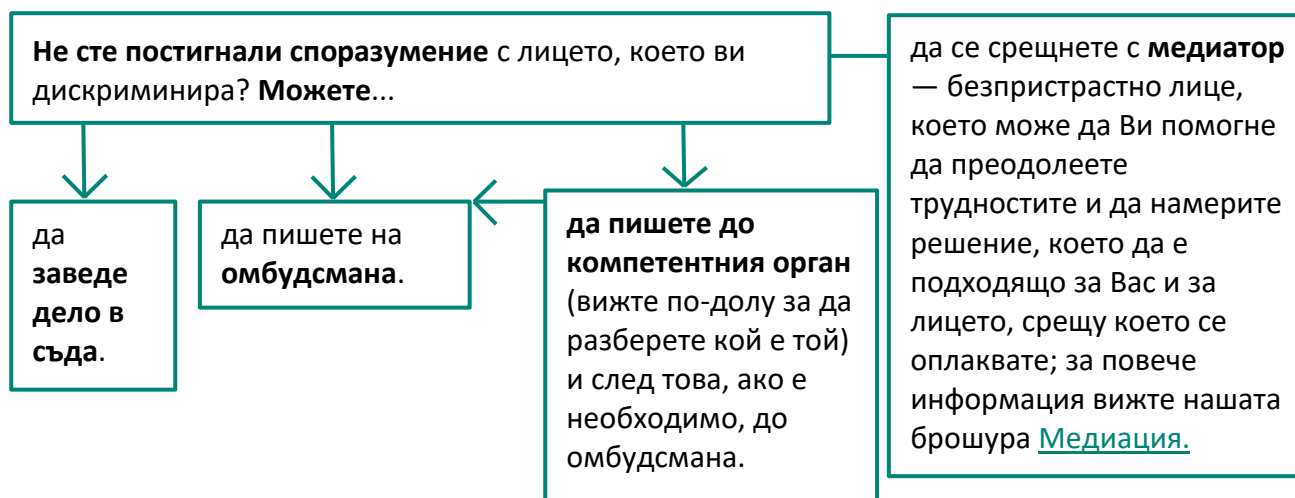 Не сте постигнали споразумение с лицето, което ви
дискриминира? Можете...
да
заведе
дело в
съда.
да пишете на
омбудсмана.
да пишете до
компетентния орган
(вижте по-долу за да
разберете кой е той)
и след това, ако е
необходимо, до
омбудсмана.
да се срещнете с медиатор
— безпристрастно лице,
което може да Ви помогне
да преодолеете
трудностите и да намерите
решение, което да е
подходящо за Вас и за
лицето, срещу което се
оплаквате; за повече
информация вижте нашата
брошура Медиация.